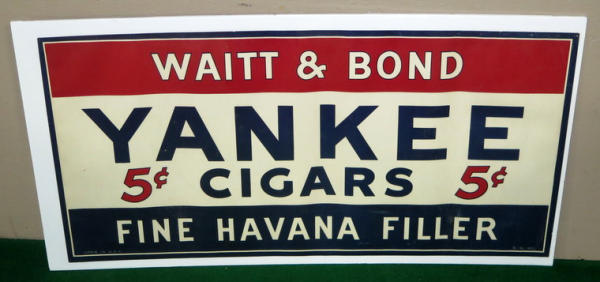 WAITT & BOND
YANKEE
5¢ CIGARS 5¢
FINE HAVANA FILLER